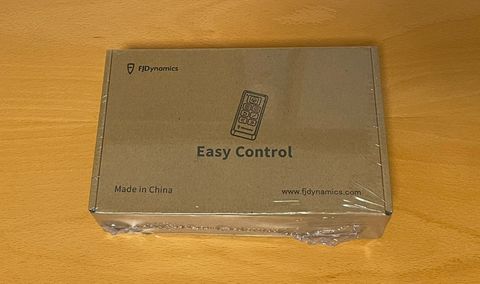 FJDynamics
Easy Control
Made in China
www.fjdynamics.com